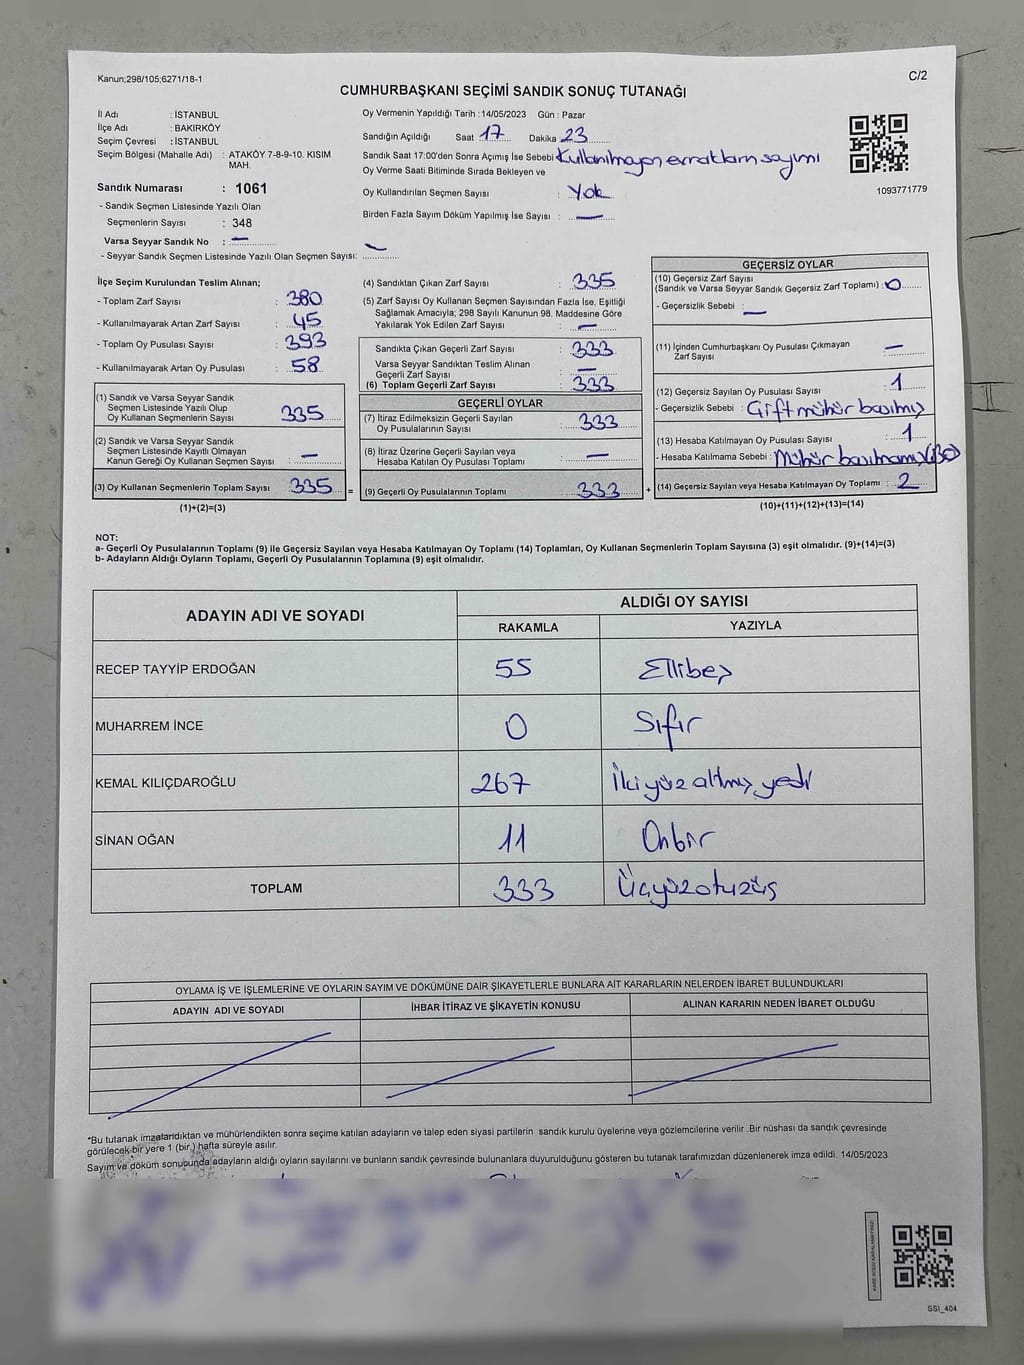 Kanun;298/105;6271/18-1
C/2
CUMHURBAŞKANI SEÇİMİ SANDIK SONUÇ TUTANAĞI
İl Adı : İSTANBUL
İlçe Adı : BAKIRKÖY
Seçim Çevresi : İSTANBUL
Seçim Bölgesi (Mahalle Adı) : ATAKÖY 7-8-9-10. KISIM
MAH.
Sandık Numarası : 1061
- Sandık Seçmen Listesinde Yazılı Olan
Seçmenlerin Sayısı : 348
Varsa Seyyar Sandık No : —
- Seyyar Sandık Seçmen Listesinde Yazılı Olan Seçmen Sayısı: —
Oy Vermenin Yapıldığı Tarih : 14/05/2023 Gün : Pazar
Sandığın Açıldığı Saat 17 Dakika 23
Sandık Saat 17:00'den Sonra Açımış İse Sebebi Kullanılmayan evrakların sayımı
Oy Verme Saati Bitiminde Sırada Bekleyen ve
Oy Kullandırılan Seçmen Sayısı : Yok
Birden Fazla Sayım Döküm Yapılmış İse Sayısı : —
1093771779
İlçe Seçim Kurulundan Teslim Alınan;
- Toplam Zarf Sayısı : 380
- Kullanılmayarak Artan Zarf Sayısı : 45
- Toplam Oy Pusulası Sayısı : 393
- Kullanılmayarak Artan Oy Pusulası : 58
(1) Sandık ve Varsa Seyyar Sandık
Seçmen Listesinde Yazılı Olup
Oy Kullanan Seçmenlerin Sayısı : 335
(2) Sandık ve Varsa Seyyar Sandık
Seçmen Listesinde Kayıtlı Olmayan
Kanun Gereği Oy Kullanan Seçmen Sayısı : —
(3) Oy Kullanan Seçmenlerin Toplam Sayısı 335
(1)+(2)=(3)
(4) Sandıktan Çıkan Zarf Sayısı : 335
(5) Zarf Sayısı Oy Kullanan Seçmen Sayısından Fazla İse, Eşitliği
Sağlamak Amacıyla; 298 Sayılı Kanunun 98. Maddesine Göre
Yakılarak Yok Edilen Zarf Sayısı : —
Sandıkta Çıkan Geçerli Zarf Sayısı : 333
Varsa Seyyar Sandıktan Teslim Alınan
Geçerli Zarf Sayısı : —
(6) Toplam Geçerli Zarf Sayısı : 333
GEÇERLİ OYLAR
(7) İtiraz Edilmeksizin Geçerli Sayılan
Oy Pusulalarının Sayısı : 333
(8) İtiraz Üzerine Geçerli Sayılan veya
Hesaba Katılan Oy Pusulası Toplamı : —
= (9) Geçerli Oy Pusulalarının Toplamı : 333
GEÇERSİZ OYLAR
(10) Geçersiz Zarf Sayısı
(Sandık ve Varsa Seyyar Sandık Geçersiz Zarf Toplamı) : 0
- Geçersizlik Sebebi : —
(11) İçinden Cumhurbaşkanı Oy Pusulası Çıkmayan
Zarf Sayısı : —
(12) Geçersiz Sayılan Oy Pusulası Sayısı : 1
- Geçersizlik Sebebi : Çift mühür basılmış
(13) Hesaba Katılmayan Oy Pusulası Sayısı : 1
- Hesaba Katılmama Sebebi : Mühür basılmamış
+ (14) Geçersiz Sayılan veya Hesaba Katılmayan Oy Toplamı : 2
(10)+(11)+(12)+(13)=(14)
NOT:
a- Geçerli Oy Pusulalarının Toplamı (9) ile Geçersiz Sayılan veya Hesaba Katılmayan Oy Toplamı (14) Toplamları, Oy Kullanan Seçmenlerin Toplam Sayısına (3) eşit olmalıdır. (9)+(14)=(3)
b- Adayların Aldığı Oyların Toplamı, Geçerli Oy Pusulalarının Toplamına (9) eşit olmalıdır.
ADAYIN ADI VE SOYADI
ALDIĞI OY SAYISI
RAKAMLA YAZIYLA
RECEP TAYYİP ERDOĞAN 55 Ellibeş
MUHARREM İNCE 0 Sıfır
KEMAL KILIÇDAROĞLU 267 İkiyüz altmış yedi
SİNAN OĞAN 11 Onbir
TOPLAM 333 Üçyüzotuzüç
OYLAMA İŞ VE İŞLEMLERİNE VE OYLARIN SAYIM VE DÖKÜMÜNE DAİR ŞİKAYETLERLE BUNLARA AİT KARARLARIN NELERDEN İBARET BULUNDUKLARI
ADAYIN ADI VE SOYADI İHBAR İTİRAZ VE ŞİKAYETİN KONUSU ALINAN KARARIN NEDEN İBARET OLDUĞU
*Bu tutanak imzalandıktan ve mühürlendikten sonra seçime katılan adayların ve talep eden siyasi partilerin sandık kurulu üyelerine veya gözlemcilerine verilir .Bir nüshası da sandık çevresinde
görülecek bir yere 1 (bir ) hafta süreyle asılır.
Sayım ve döküm sonucunda adayların aldığı oyların sayılarını ve bunların sandık çevresinde bulunanlara duyurulduğunu gösteren bu tutanak tarafımızdan düzenlenerek imza edildi. 14/05/2023
SSI_404